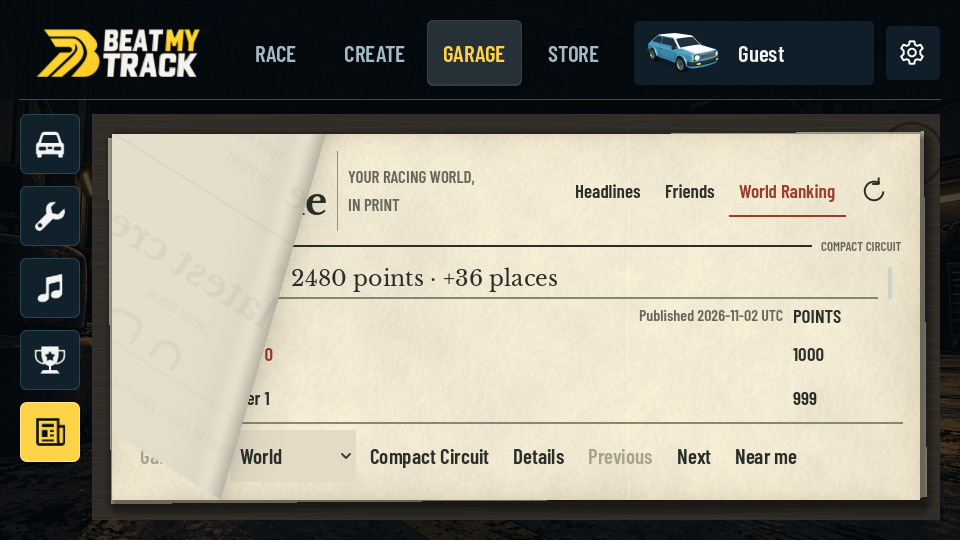 BEATMY
TRACK
RACE
CREATE
GARAGE
STORE
Guest
YOUR RACING WORLD,
IN PRINT
Headlines
Friends
World Ranking
COMPACT CIRCUIT
2480 points · +36 places
Published 2026-11-02 UTC
POINTS
0
1000
er 1
999
World
Compact Circuit
Details
Previous
Next
Near me